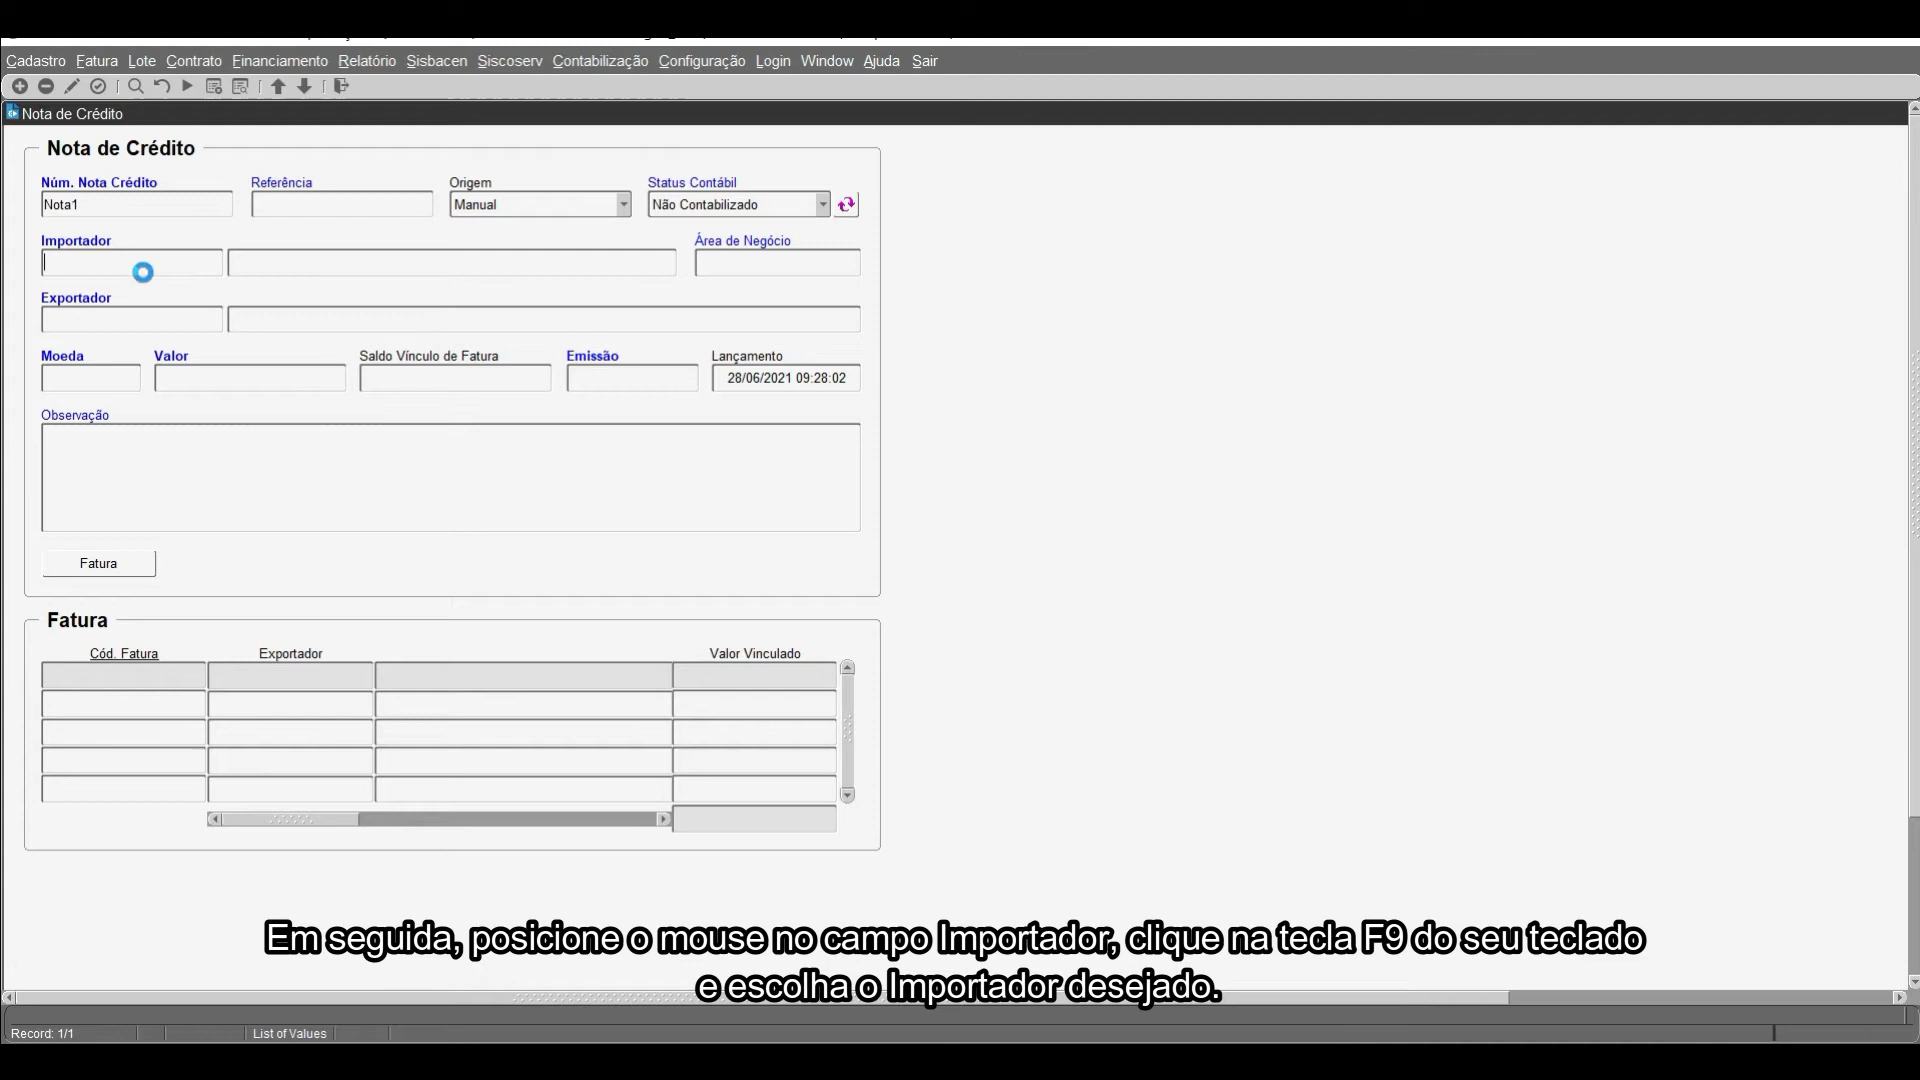 Cadastro Fatura Lote Contrato Financiamento Relatório Sisbacen Siscoserv Contabilização Configuração Login Window Ajuda Sair
Nota de Crédito
Nota de Crédito
Núm. Nota Crédito Referência Origem Status Contábil
Nota1 Manual Não Contabilizado
Importador Área de Negócio
Exportador
Moeda Valor Saldo Vínculo de Fatura Emissão Lançamento
28/06/2021 09:28:02
Observação
Fatura
Fatura
Cód. Fatura Exportador Valor Vinculado
Em seguida, posicione o mouse no campo Importador, clique na tecla F9 do seu teclado
e escolha o Importador desejado.
Record: 1/1 List of Values